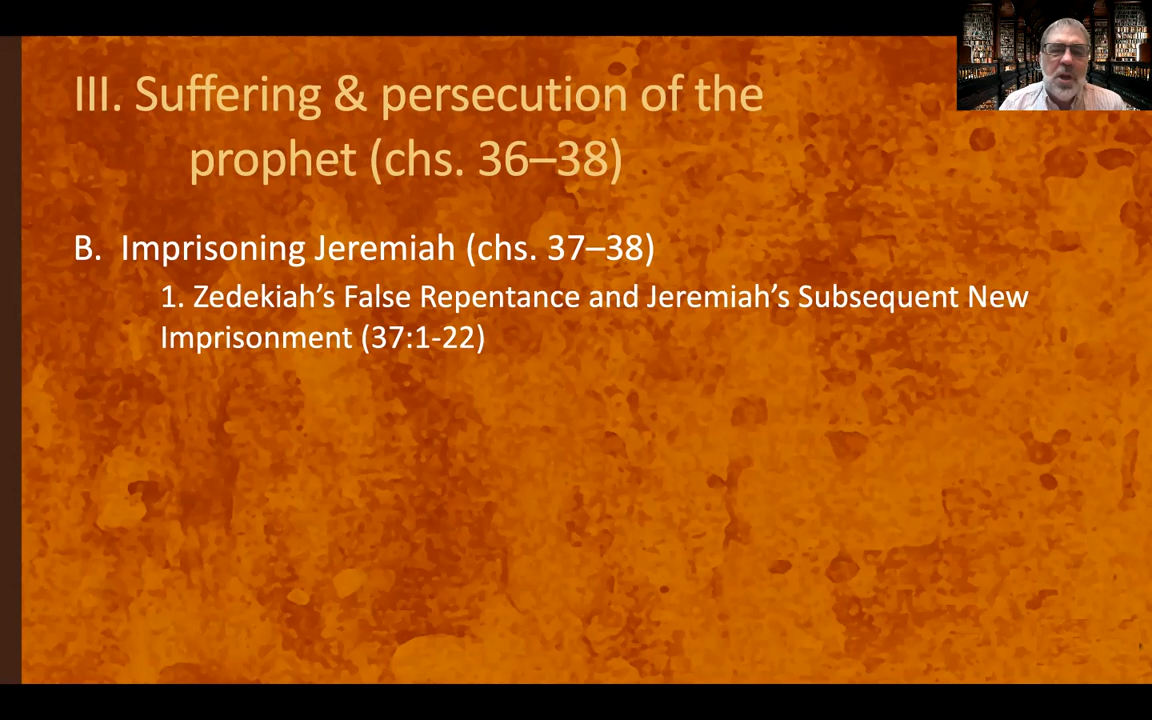 III. Suffering & persecution of the
prophet (chs. 36–38)
B. Imprisoning Jeremiah (chs. 37–38)
1. Zedekiah’s False Repentance and Jeremiah’s Subsequent New
Imprisonment (37:1-22)